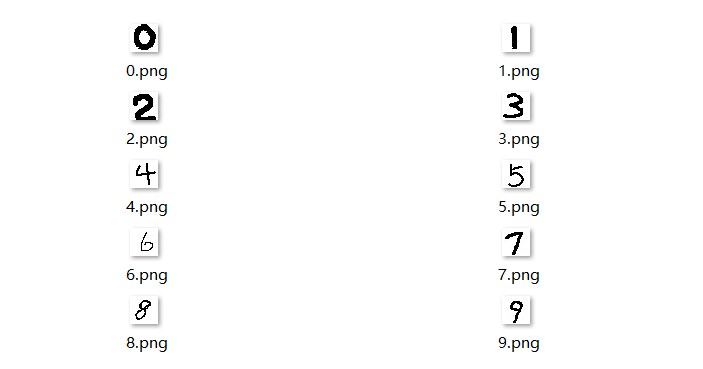 0 1
0.png 1.png
2 3
2.png 3.png
4 5
4.png 5.png
6 7
6.png 7.png
8 9
8.png 9.png